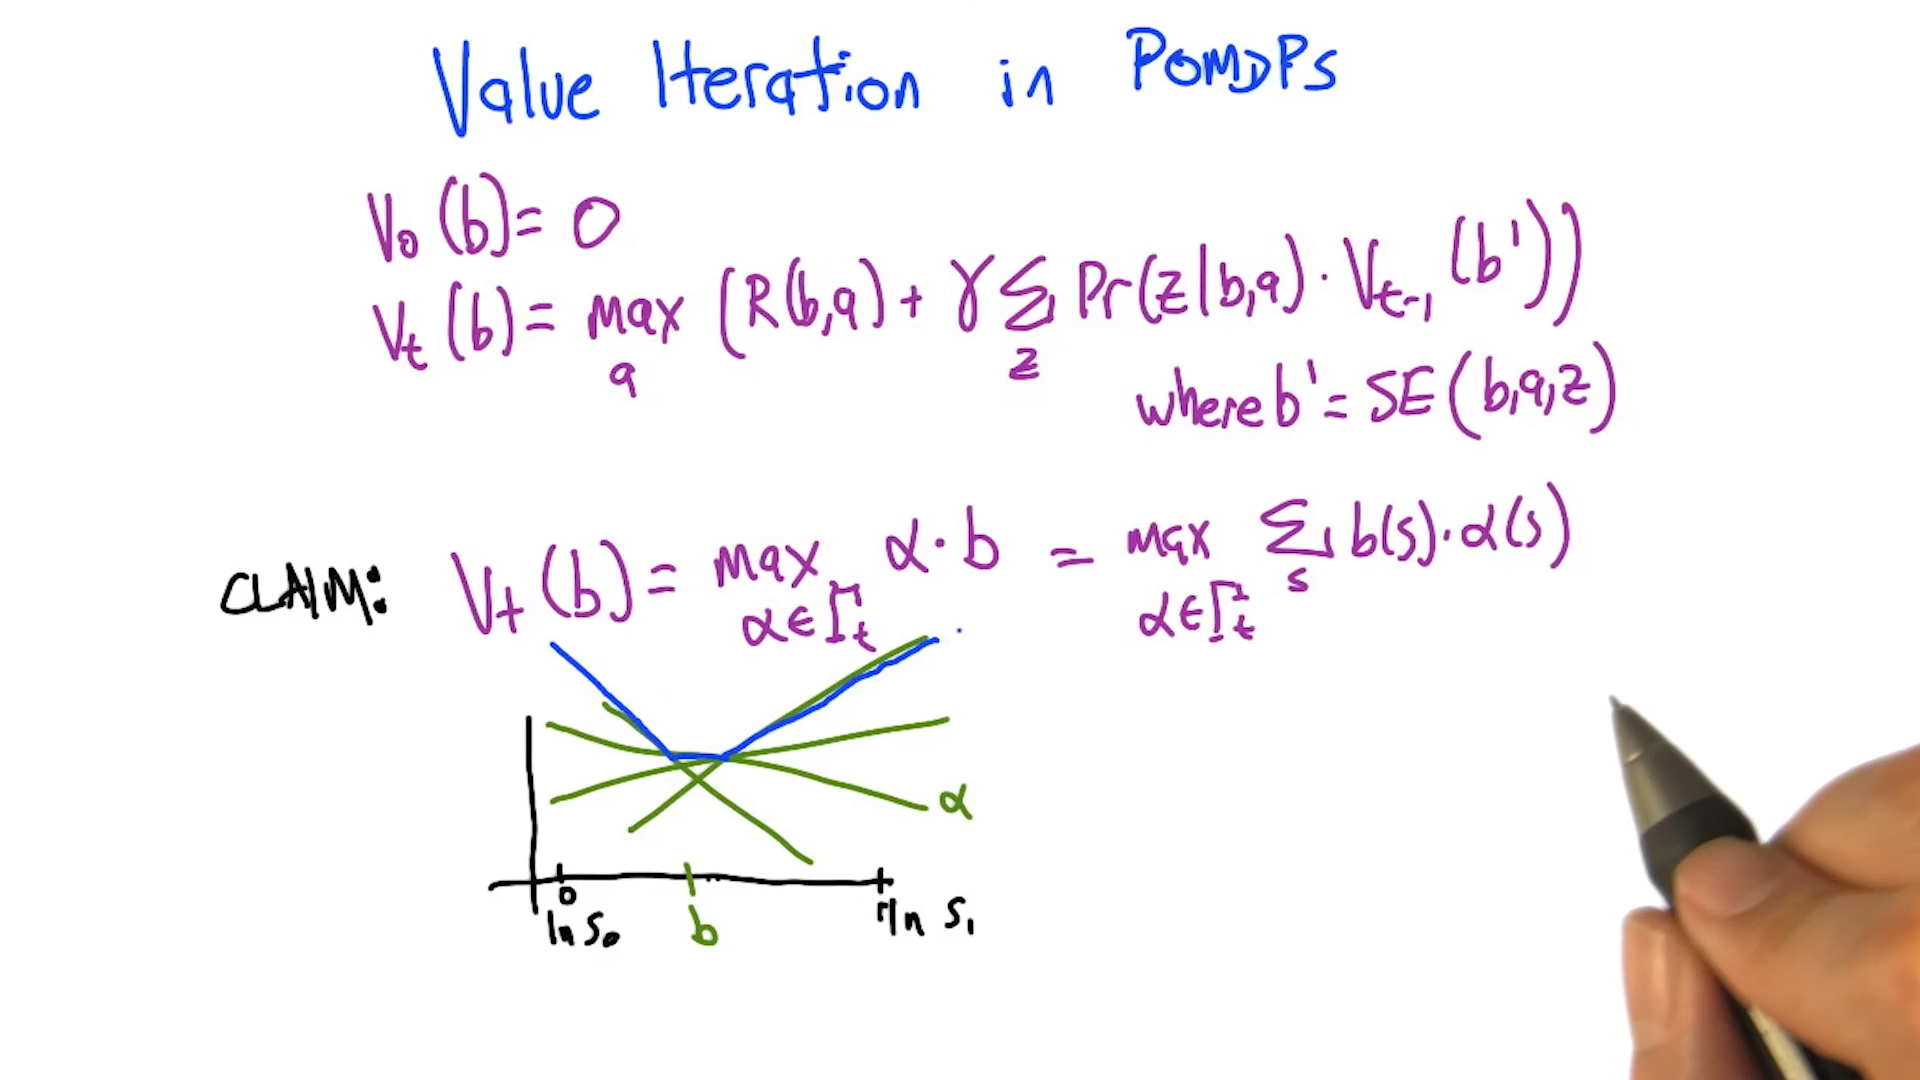 Value Iteration in POMDPs
V₀(b)= 0
Vₜ(b)= max (R(b,a)+ γ Σ Pr(z|b,a)· Vₜ₋₁(b'))
a z
where b' = SE(b,a,z)
CLAIM: Vₜ(b)= max α·b = max Σ b(s)·α(s)
α∈Γₜ α∈Γₜ s
α
0 1
In S₀ b In S₁